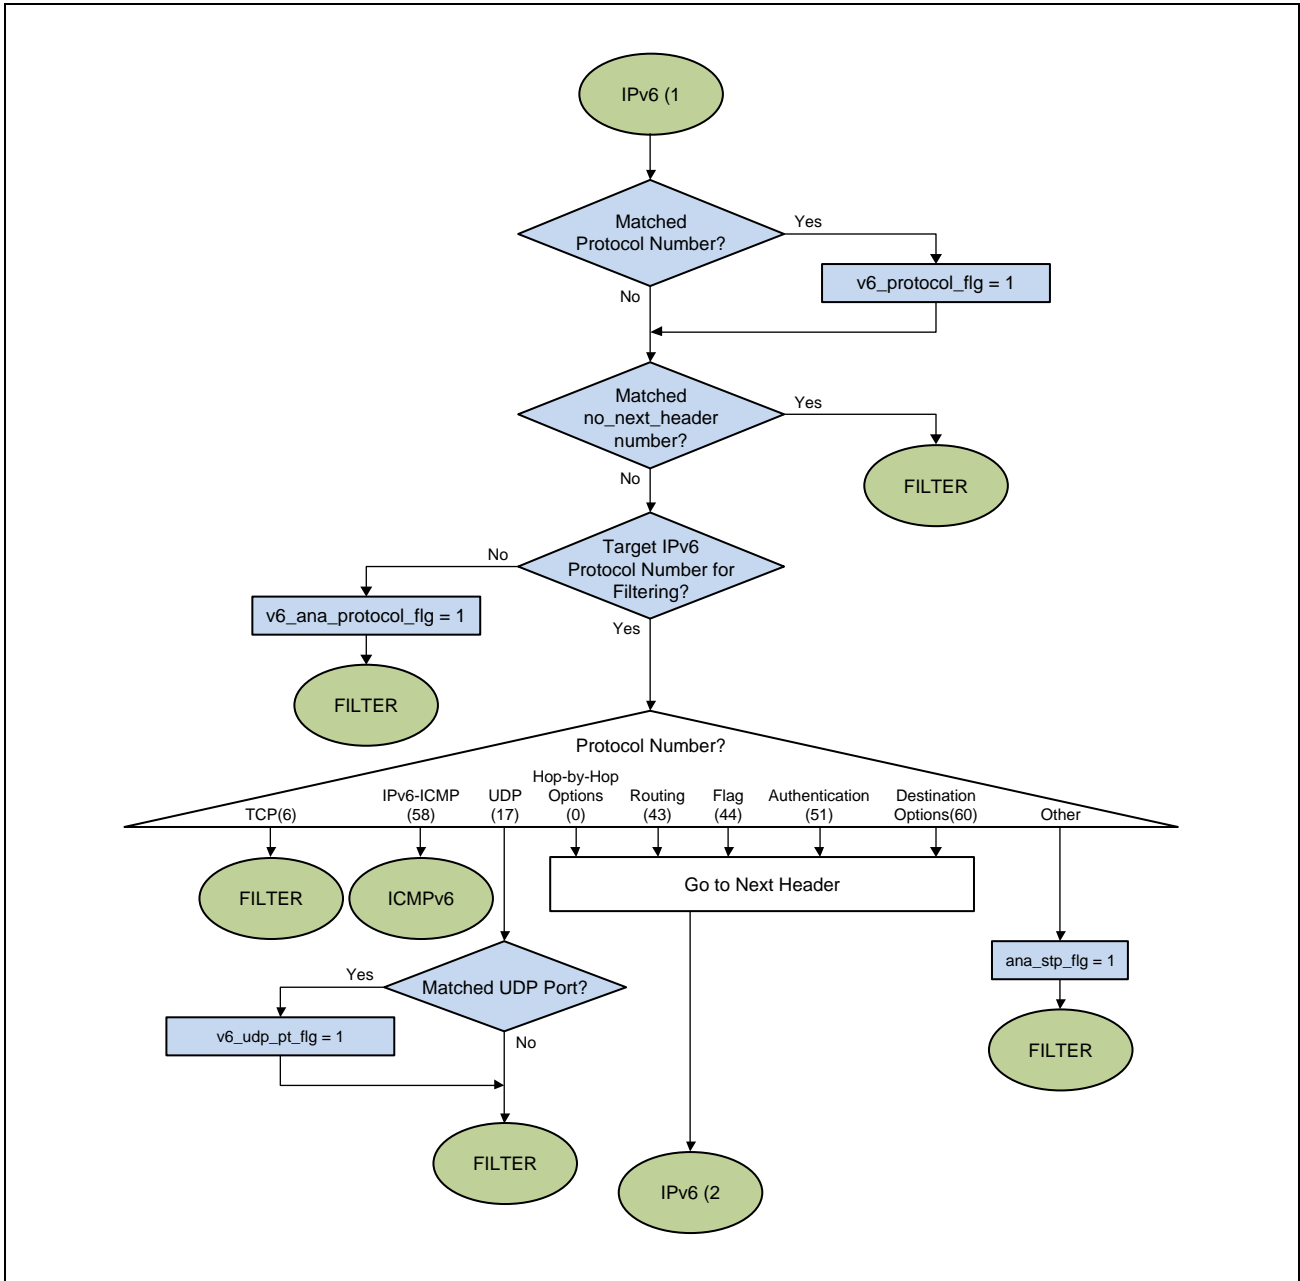 IPv6 (1
Matched
Protocol Number?
Yes
v6_protocol_flg = 1
No
Matched
no_next_header
number?
Yes
FILTER
No
Target IPv6
Protocol Number for
Filtering?
No
v6_ana_protocol_flg = 1
FILTER
Yes
Protocol Number?
TCP(6)
IPv6-ICMP
(58)
UDP
(17)
Hop-by-Hop
Options
(0)
Routing
(43)
Flag
(44)
Authentication
(51)
Destination
Options(60)
Other
FILTER
ICMPv6
Go to Next Header
ana_stp_flg = 1
FILTER
Matched UDP Port?
Yes
v6_udp_pt_flg = 1
No
FILTER
IPv6 (2